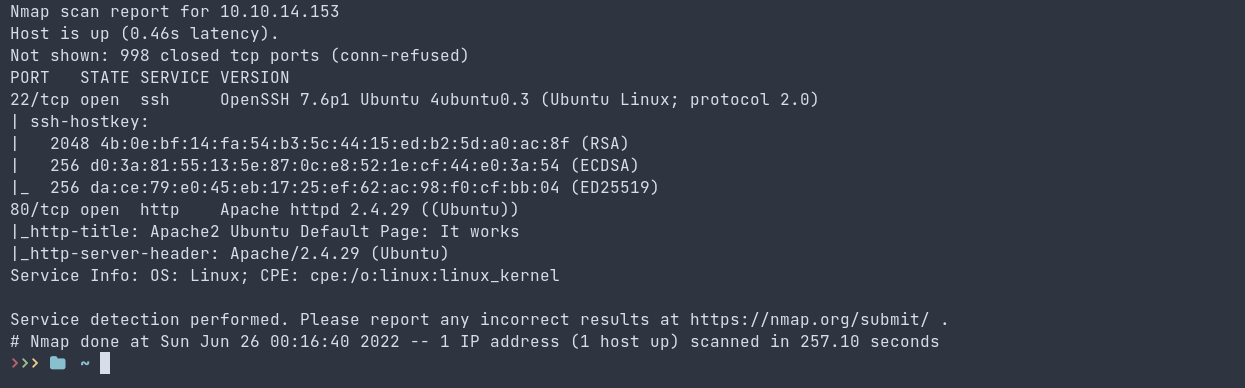 Nmap scan report for 10.10.14.153
Host is up (0.46s latency).
Not shown: 998 closed tcp ports (conn-refused)
PORT   STATE SERVICE VERSION
22/tcp open  ssh     OpenSSH 7.6p1 Ubuntu 4ubuntu0.3 (Ubuntu Linux; protocol 2.0)
| ssh-hostkey:
|   2048 4b:0e:bf:14:fa:54:b3:5c:44:15:ed:b2:5d:a0:ac:8f (RSA)
|   256 d0:3a:81:55:13:5e:87:0c:e8:52:1e:cf:44:e0:3a:54 (ECDSA)
|_  256 da:ce:79:e0:45:eb:17:25:ef:62:ac:98:f0:cf:bb:04 (ED25519)
80/tcp open  http    Apache httpd 2.4.29 ((Ubuntu))
|_http-title: Apache2 Ubuntu Default Page: It works
|_http-server-header: Apache/2.4.29 (Ubuntu)
Service Info: OS: Linux; CPE: cpe:/o:linux:linux_kernel
Service detection performed. Please report any incorrect results at https://nmap.org/submit/ .
# Nmap done at Sun Jun 26 00:16:40 2022 -- 1 IP address (1 host up) scanned in 257.10 seconds
>>> ~